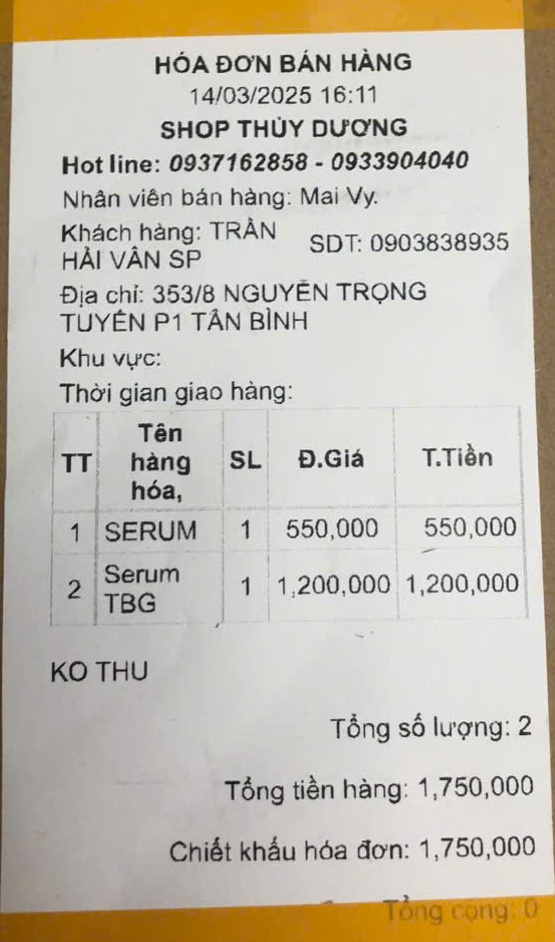 HÓA ĐƠN BÁN HÀNG
14/03/2025 16:11
SHOP THÙY DƯƠNG
Hot line: 0937162858 - 0933904040
Nhân viên bán hàng: Mai Vy.
Khách hàng: TRẦN HẢI VÂN SP SDT: 0903838935
Địa chỉ: 353/8 NGUYỄN TRỌNG
TUYỂN P1 TÂN BÌNH
Khu vực:
Thời gian giao hàng:
TT Tên hàng hóa, SL Đ.Giá T.Tiền
1 SERUM 1 550,000 550,000
2 Serum TBG 1 1,200,000 1,200,000
KO THU
Tổng số lượng: 2
Tổng tiền hàng: 1,750,000
Chiết khấu hóa đơn: 1,750,000
Tổng cộng: 0